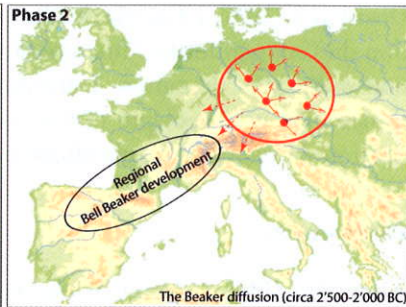 Phase 2
Regional
Bell Beaker development
The Beaker diffusion (circa 2'500-2'000 BC)